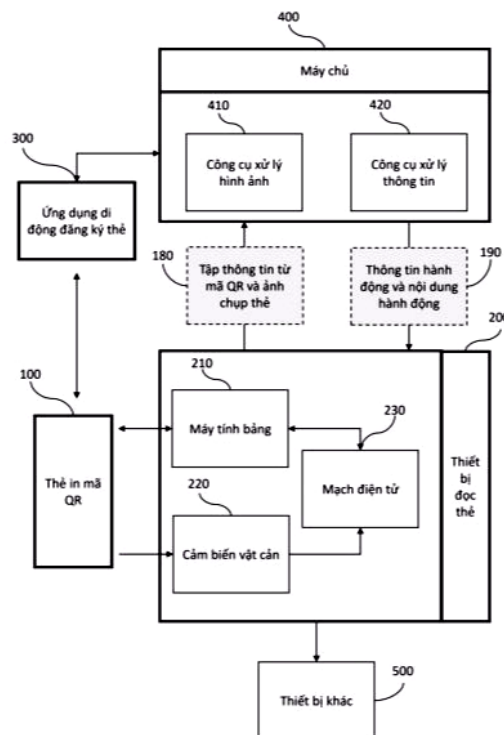 400
Máy chủ
410
420
300
Công cụ xử lý
hình ảnh
Công cụ xử lý
thông tin
Ứng dụng di
động đăng ký thẻ
180
Tập thông tin từ
mã QR và ảnh
chụp thẻ
190
Thông tin hành
động và nội dung
hành động
200
210
100
230
Máy tính bảng
Thẻ in mã
QR
Mạch điện tử
Thiết
bị
đọc
thẻ
220
Cảm biến vật cản
500
Thiết bị khác